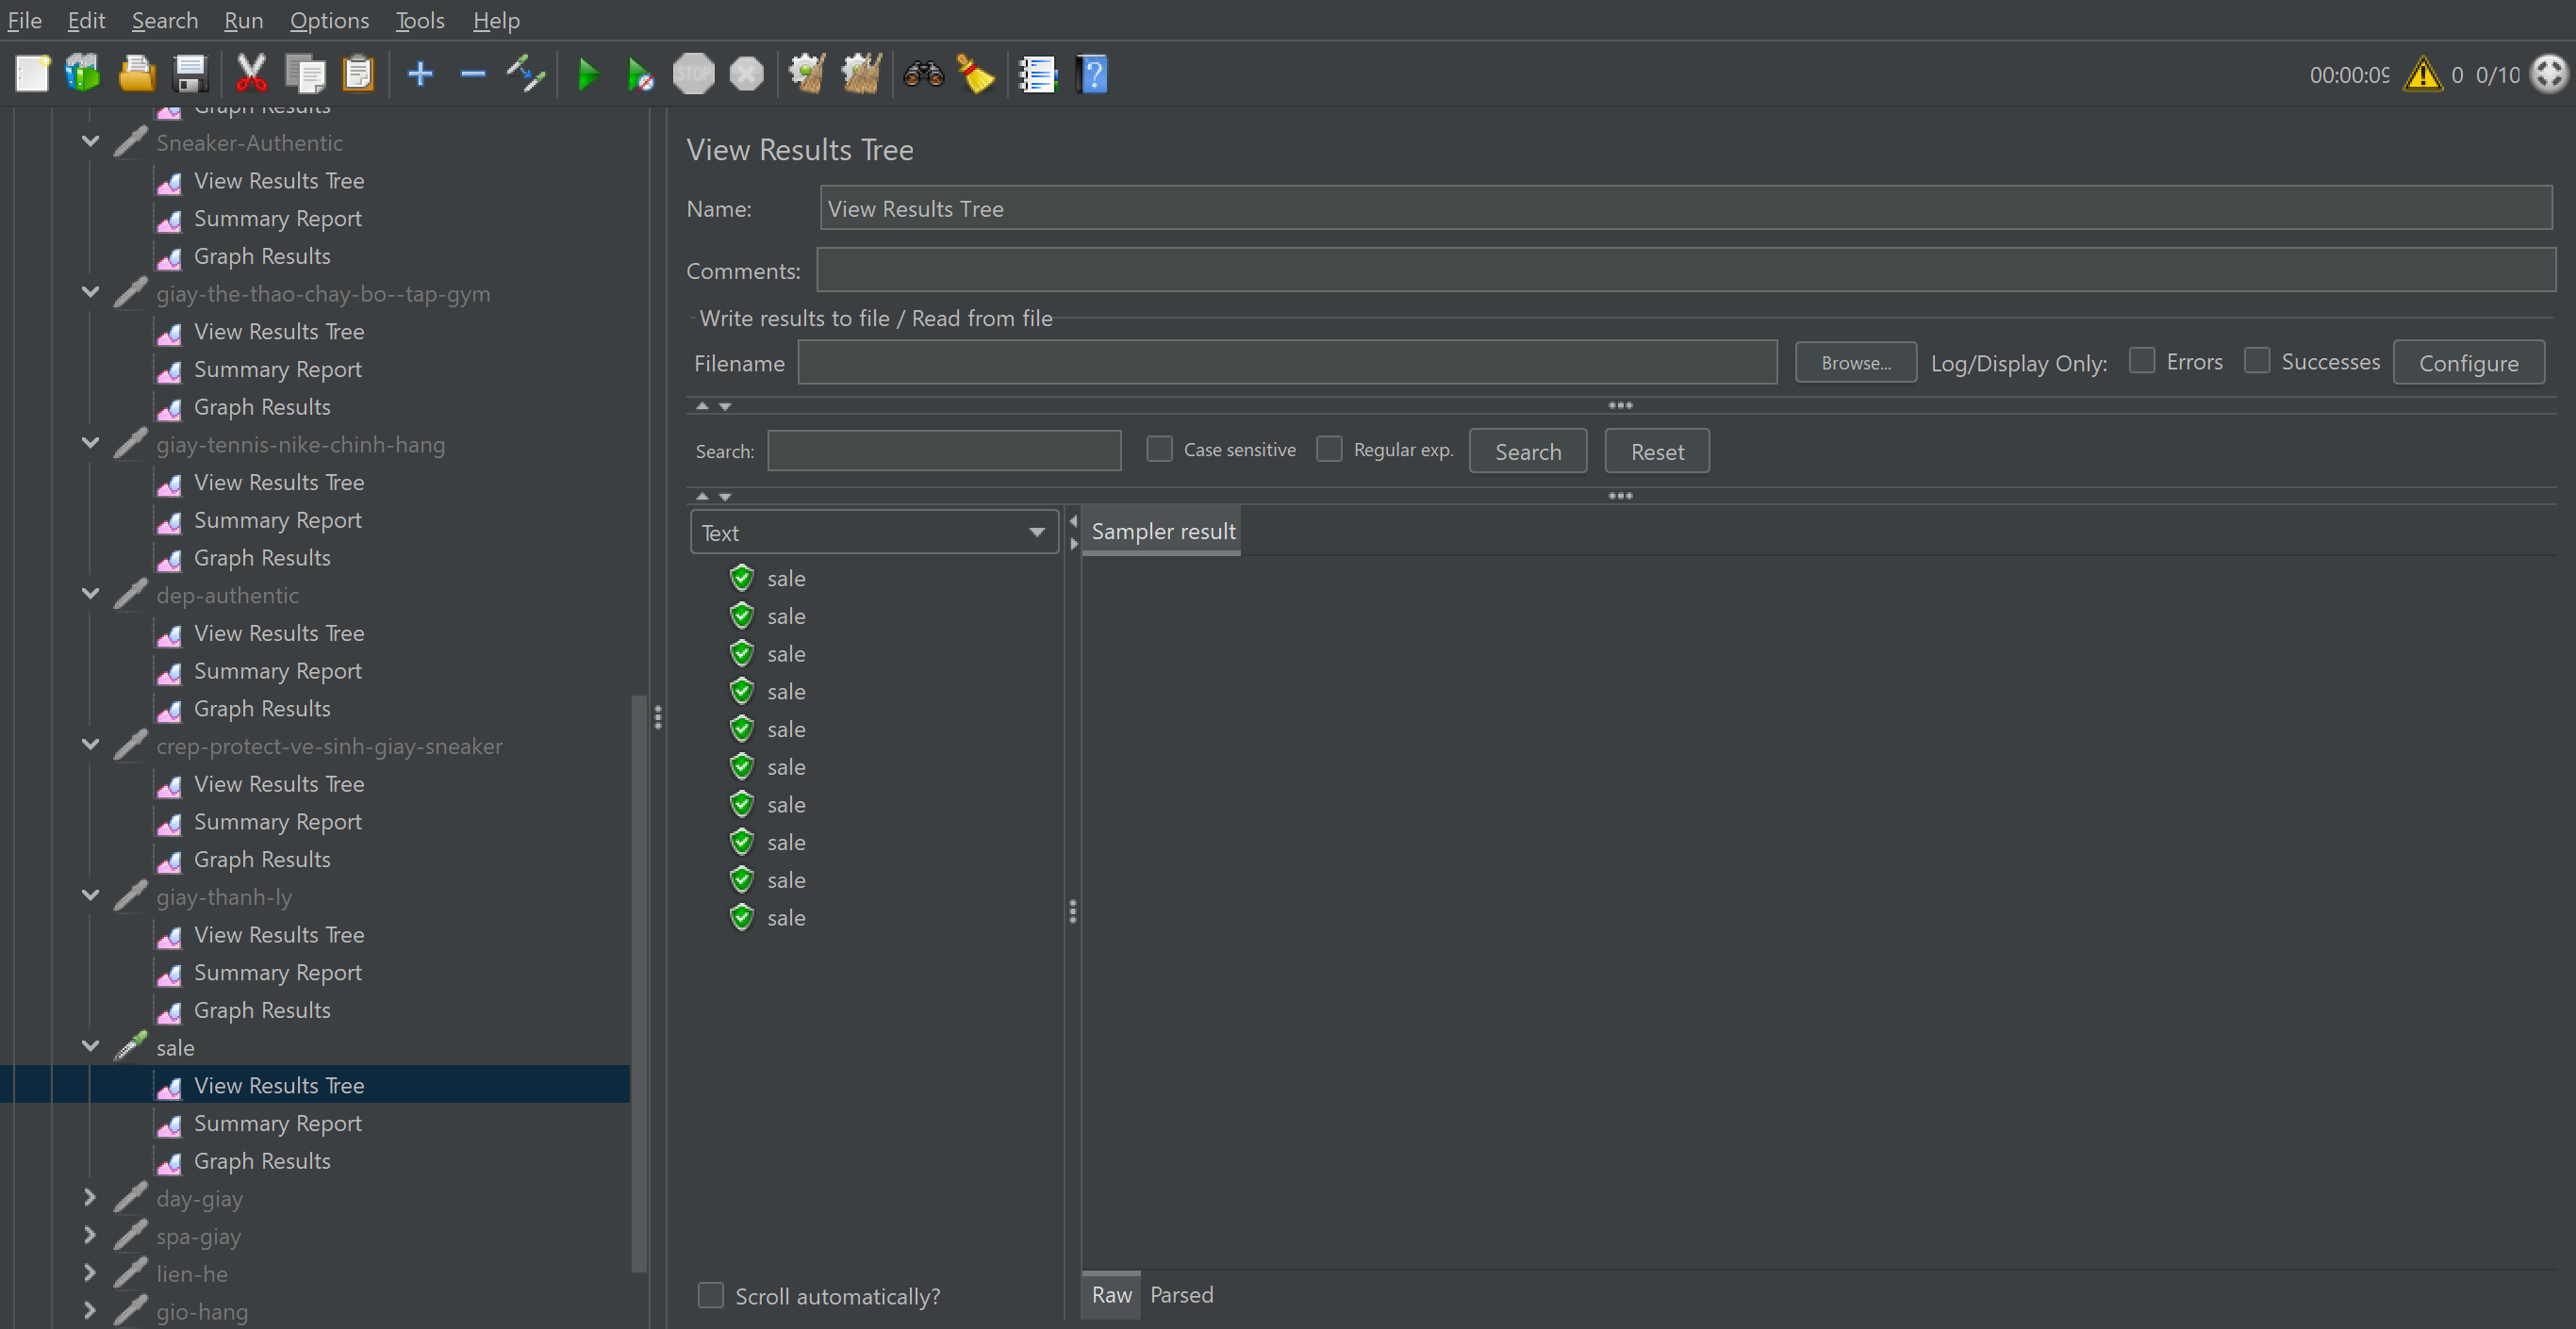 File Edit Search Run Options Tools Help
00:00:09 0 0/10
Graph Results
Sneaker-Authentic
View Results Tree
Summary Report
Graph Results
giay-the-thao-chay-bo--tap-gym
View Results Tree
Summary Report
Graph Results
giay-tennis-nike-chinh-hang
View Results Tree
Summary Report
Graph Results
dep-authentic
View Results Tree
Summary Report
Graph Results
crep-protect-ve-sinh-giay-sneaker
View Results Tree
Summary Report
Graph Results
giay-thanh-ly
View Results Tree
Summary Report
Graph Results
sale
View Results Tree
Summary Report
Graph Results
day-giay
spa-giay
lien-he
gio-hang
View Results Tree
Name: View Results Tree
Comments:
Write results to file / Read from file
Filename Browse... Log/Display Only: Errors Successes Configure
Search: Case sensitive Regular exp. Search Reset
Text
sale
sale
sale
sale
sale
sale
sale
sale
sale
sale
Scroll automatically?
Sampler result
Raw Parsed